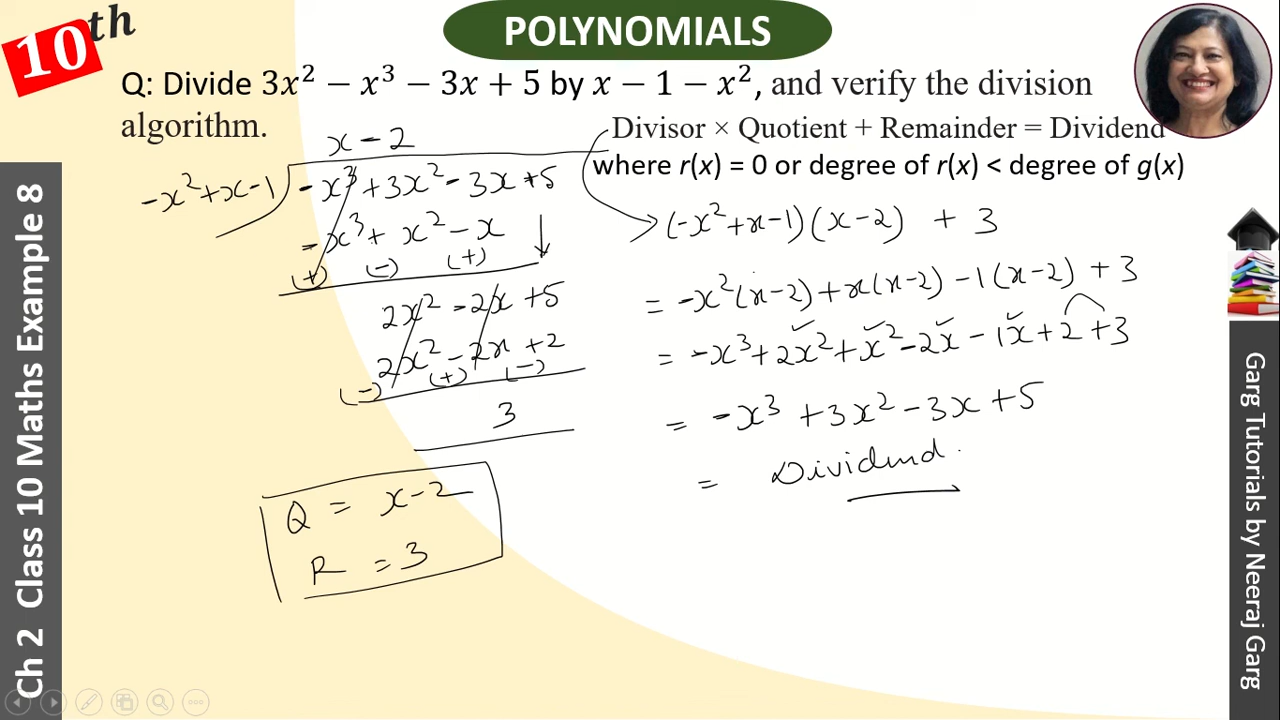 10th
POLYNOMIALS
Q: Divide 3x² − x³ − 3x + 5 by x − 1 − x², and verify the division
algorithm.
Divisor × Quotient + Remainder = Dividend
where r(x) = 0 or degree of r(x) < degree of g(x)
x - 2
-x² + x - 1 ) -x³ + 3x² - 3x + 5
-x³ + x² - x
(+) (-) (+)
2x² - 2x + 5
2x² - 2x + 2
(-) (+) (-)
3
Q = x - 2
R = 3
(-x² + x - 1) (x - 2) + 3
= -x²(x - 2) + x(x - 2) - 1(x - 2) + 3
= -x³ + 2x² + x² - 2x - 1x + 2 + 3
= -x³ + 3x² - 3x + 5
= Dividend.
Ch 2 Class 10 Maths Example 8
Garg Tutorials by Neeraj Garg